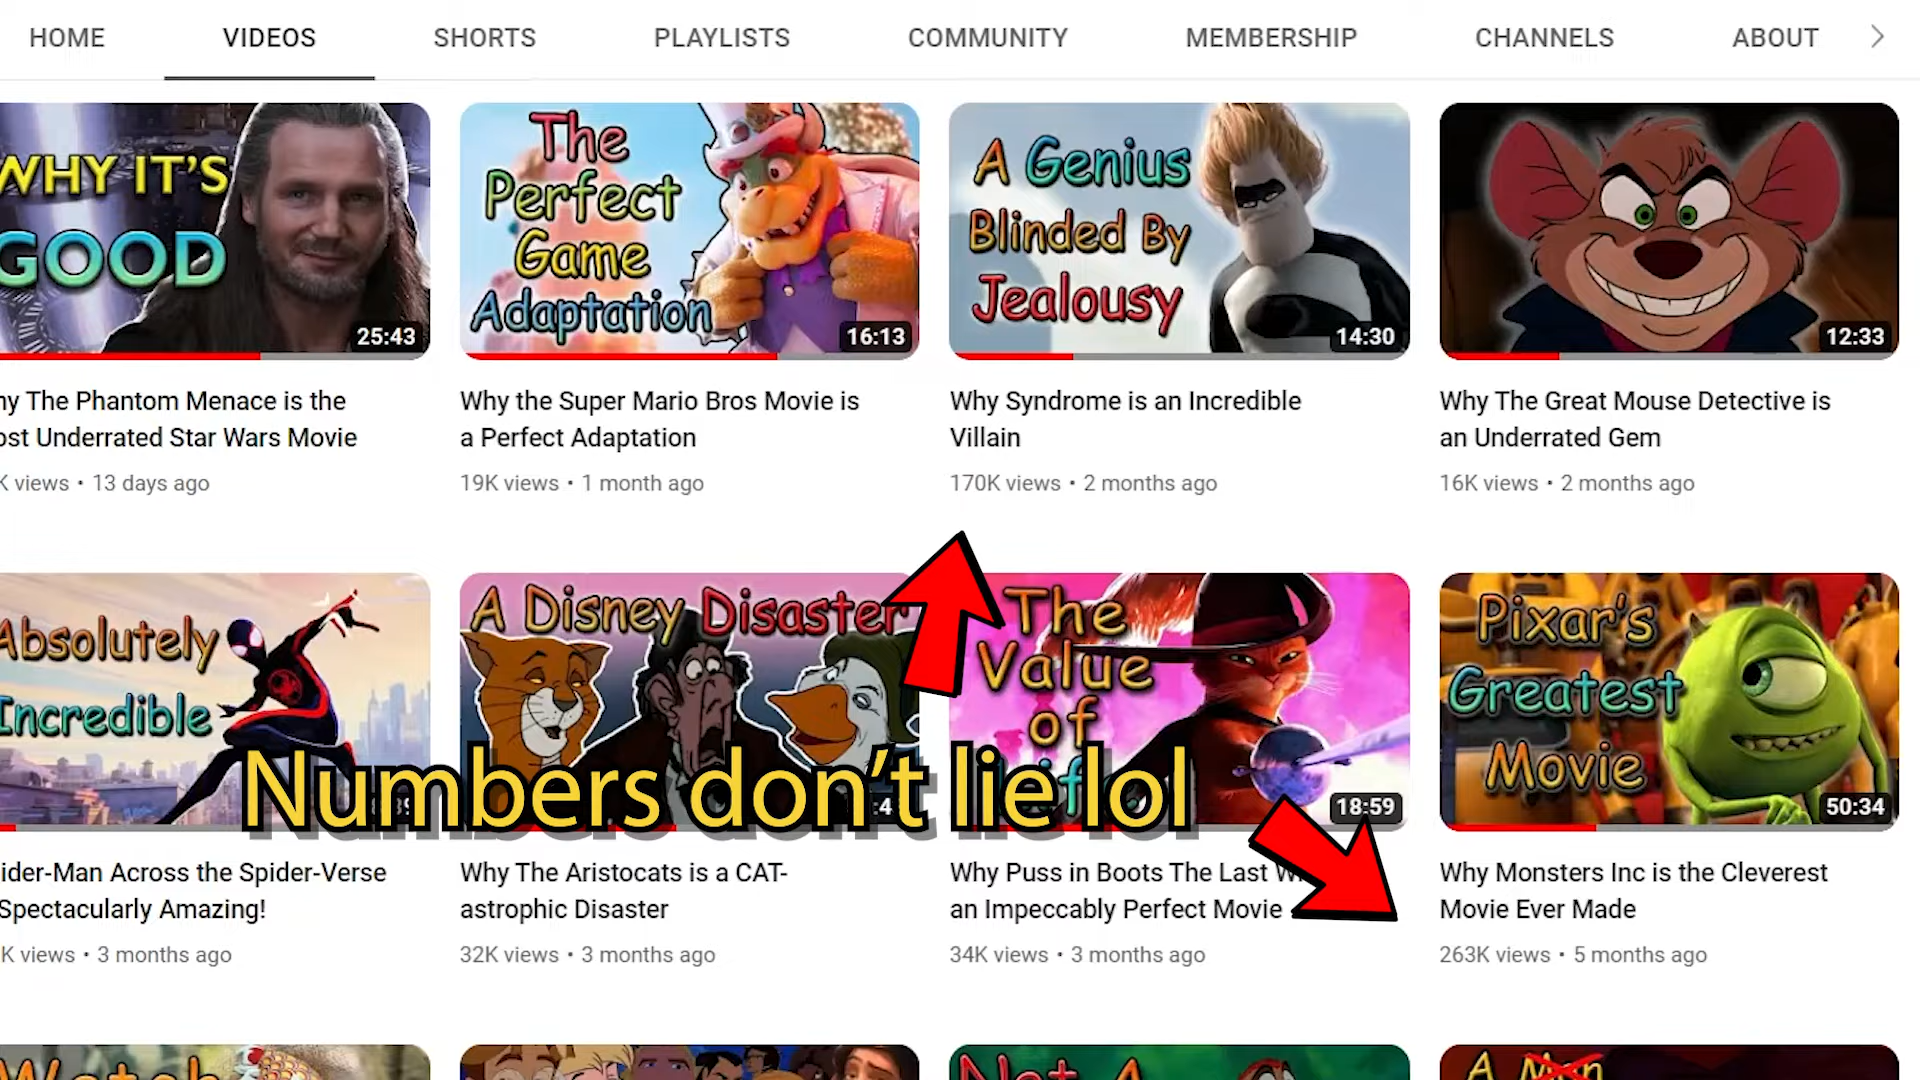 HOME VIDEOS SHORTS PLAYLISTS COMMUNITY MEMBERSHIP CHANNELS ABOUT
WHY IT'S
GOOD
25:43
The
Perfect
Game
Adaptation
16:13
A Genius
Blinded By
Jealousy
14:30
12:33
The Phantom Menace is the
Underrated Star Wars Movie
K views • 13 days ago
Why the Super Mario Bros Movie is
a Perfect Adaptation
19K views • 1 month ago
Why Syndrome is an Incredible
Villain
170K views • 2 months ago
Why The Great Mouse Detective is
an Underrated Gem
16K views • 2 months ago
Absolutely
Incredible
A Disney Disaster
The
Value
of
18:59
Pixar's
Greatest
Movie
50:34
Numbers don't lie lol
ider-Man Across the Spider-Verse
Spectacularly Amazing!
K views • 3 months ago
Why The Aristocats is a CAT-
astrophic Disaster
32K views • 3 months ago
Why Puss in Boots The Last
an Impeccably Perfect Movie
34K views • 3 months ago
Why Monsters Inc is the Cleverest
Movie Ever Made
263K views • 5 months ago
Not A
A Man